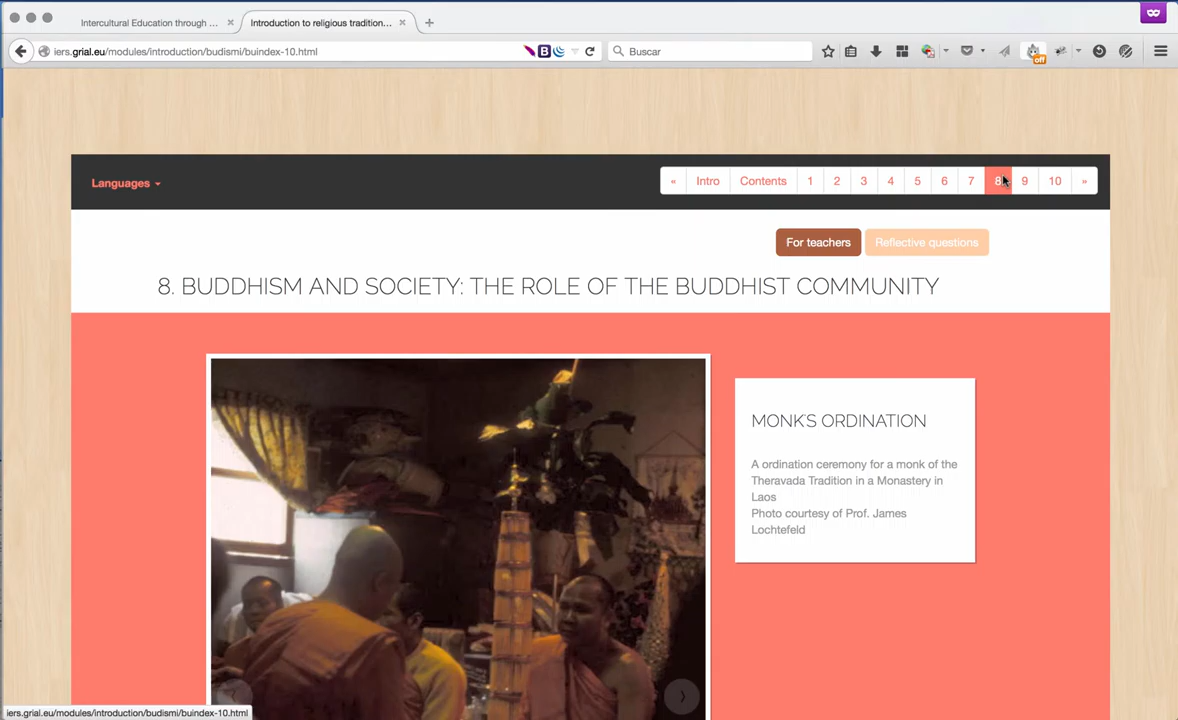 Intercultural Education through ...
Introduction to religious tradition...
iers.grial.eu/modules/introduction/budismi/buindex-10.html
Buscar
off
Languages
« Intro Contents 1 2 3 4 5 6 7 8 9 10 »
For teachers Reflective questions
8. BUDDHISM AND SOCIETY: THE ROLE OF THE BUDDHIST COMMUNITY
MONK'S ORDINATION
A ordination ceremony for a monk of the
Theravada Tradition in a Monastery in
Laos
Photo courtesy of Prof. James
Lochtefeld
iers.grial.eu/modules/introduction/budismi/buindex-10.html